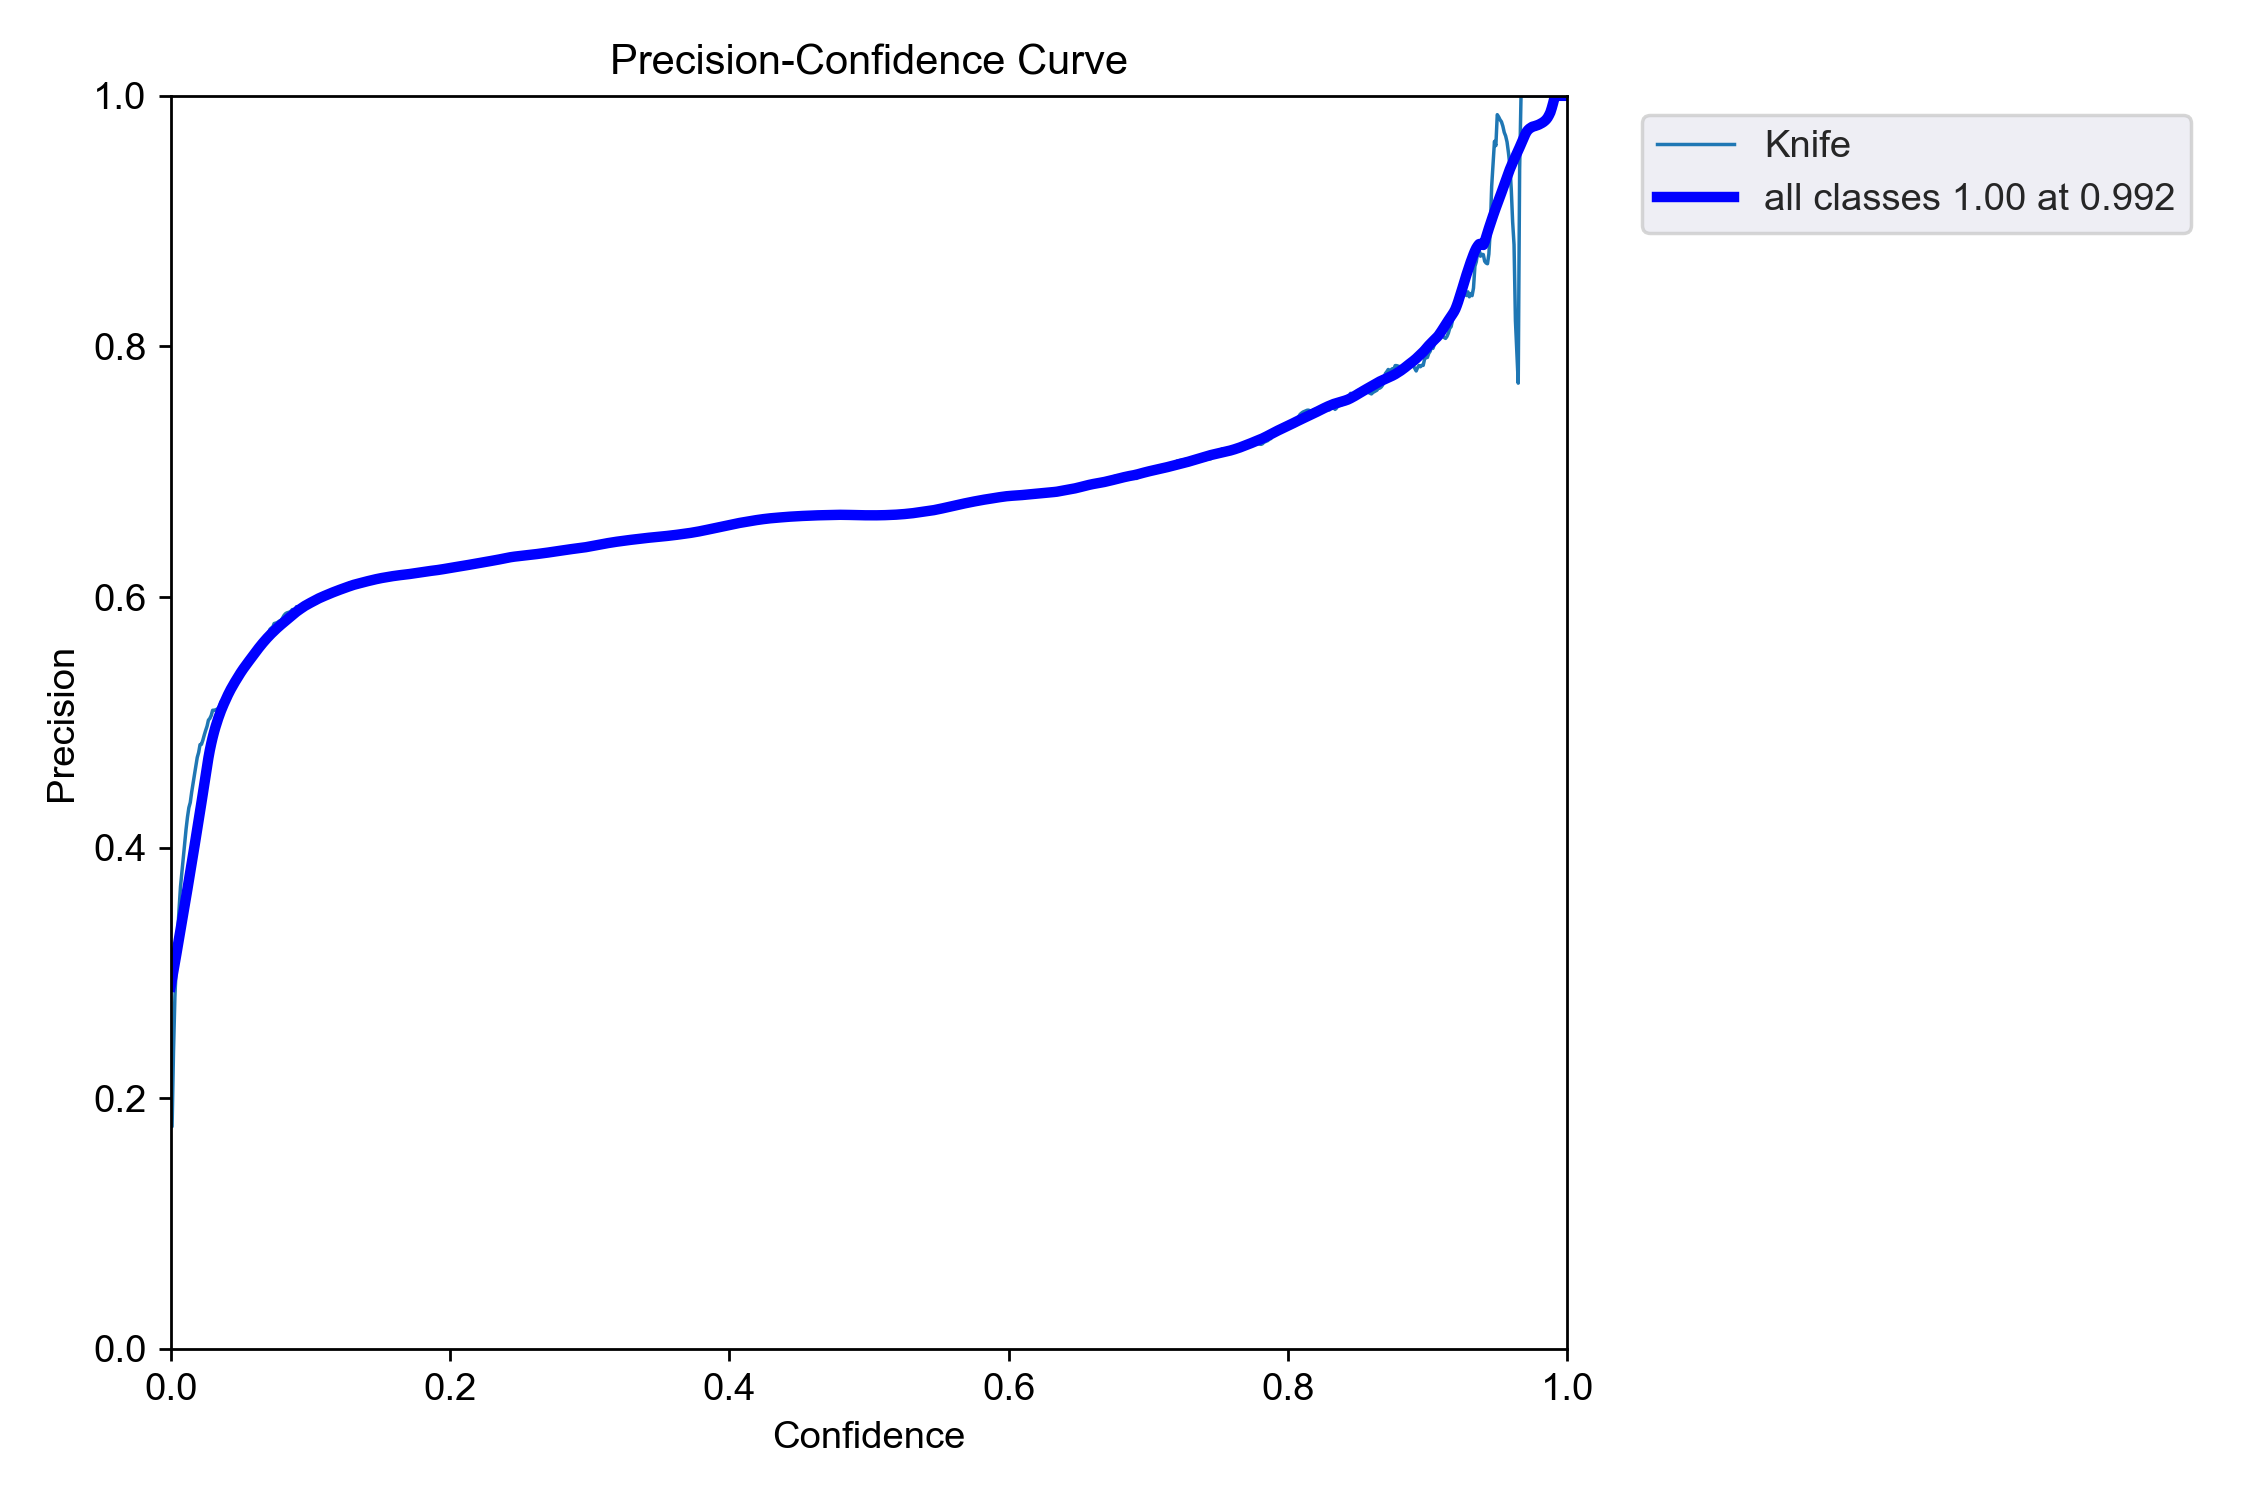 Precision-Confidence Curve
1.0
0.8
0.6
0.4
0.2
0.0
Precision
0.0 0.2 0.4 0.6 0.8 1.0
Confidence
Knife
all classes 1.00 at 0.992